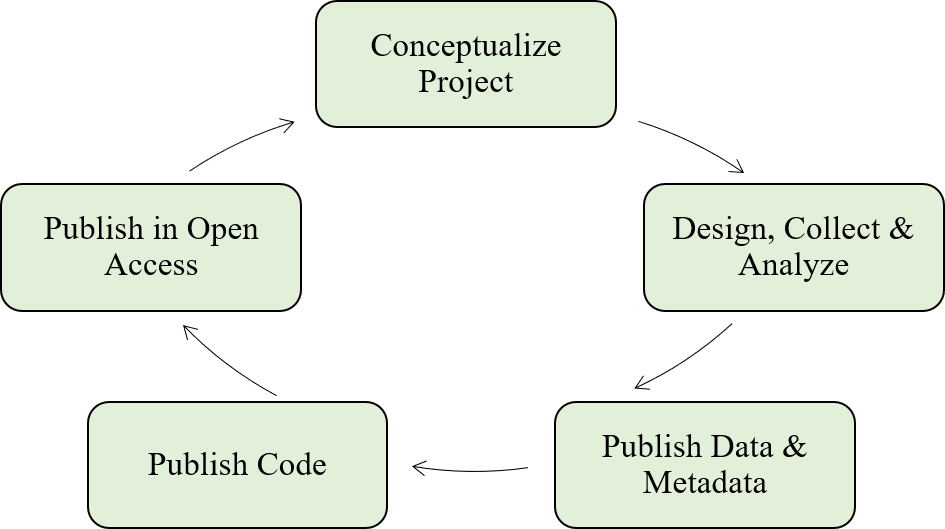 Conceptualize
Project
Design, Collect &
Analyze
Publish Data &
Metadata
Publish Code
Publish in Open
Access